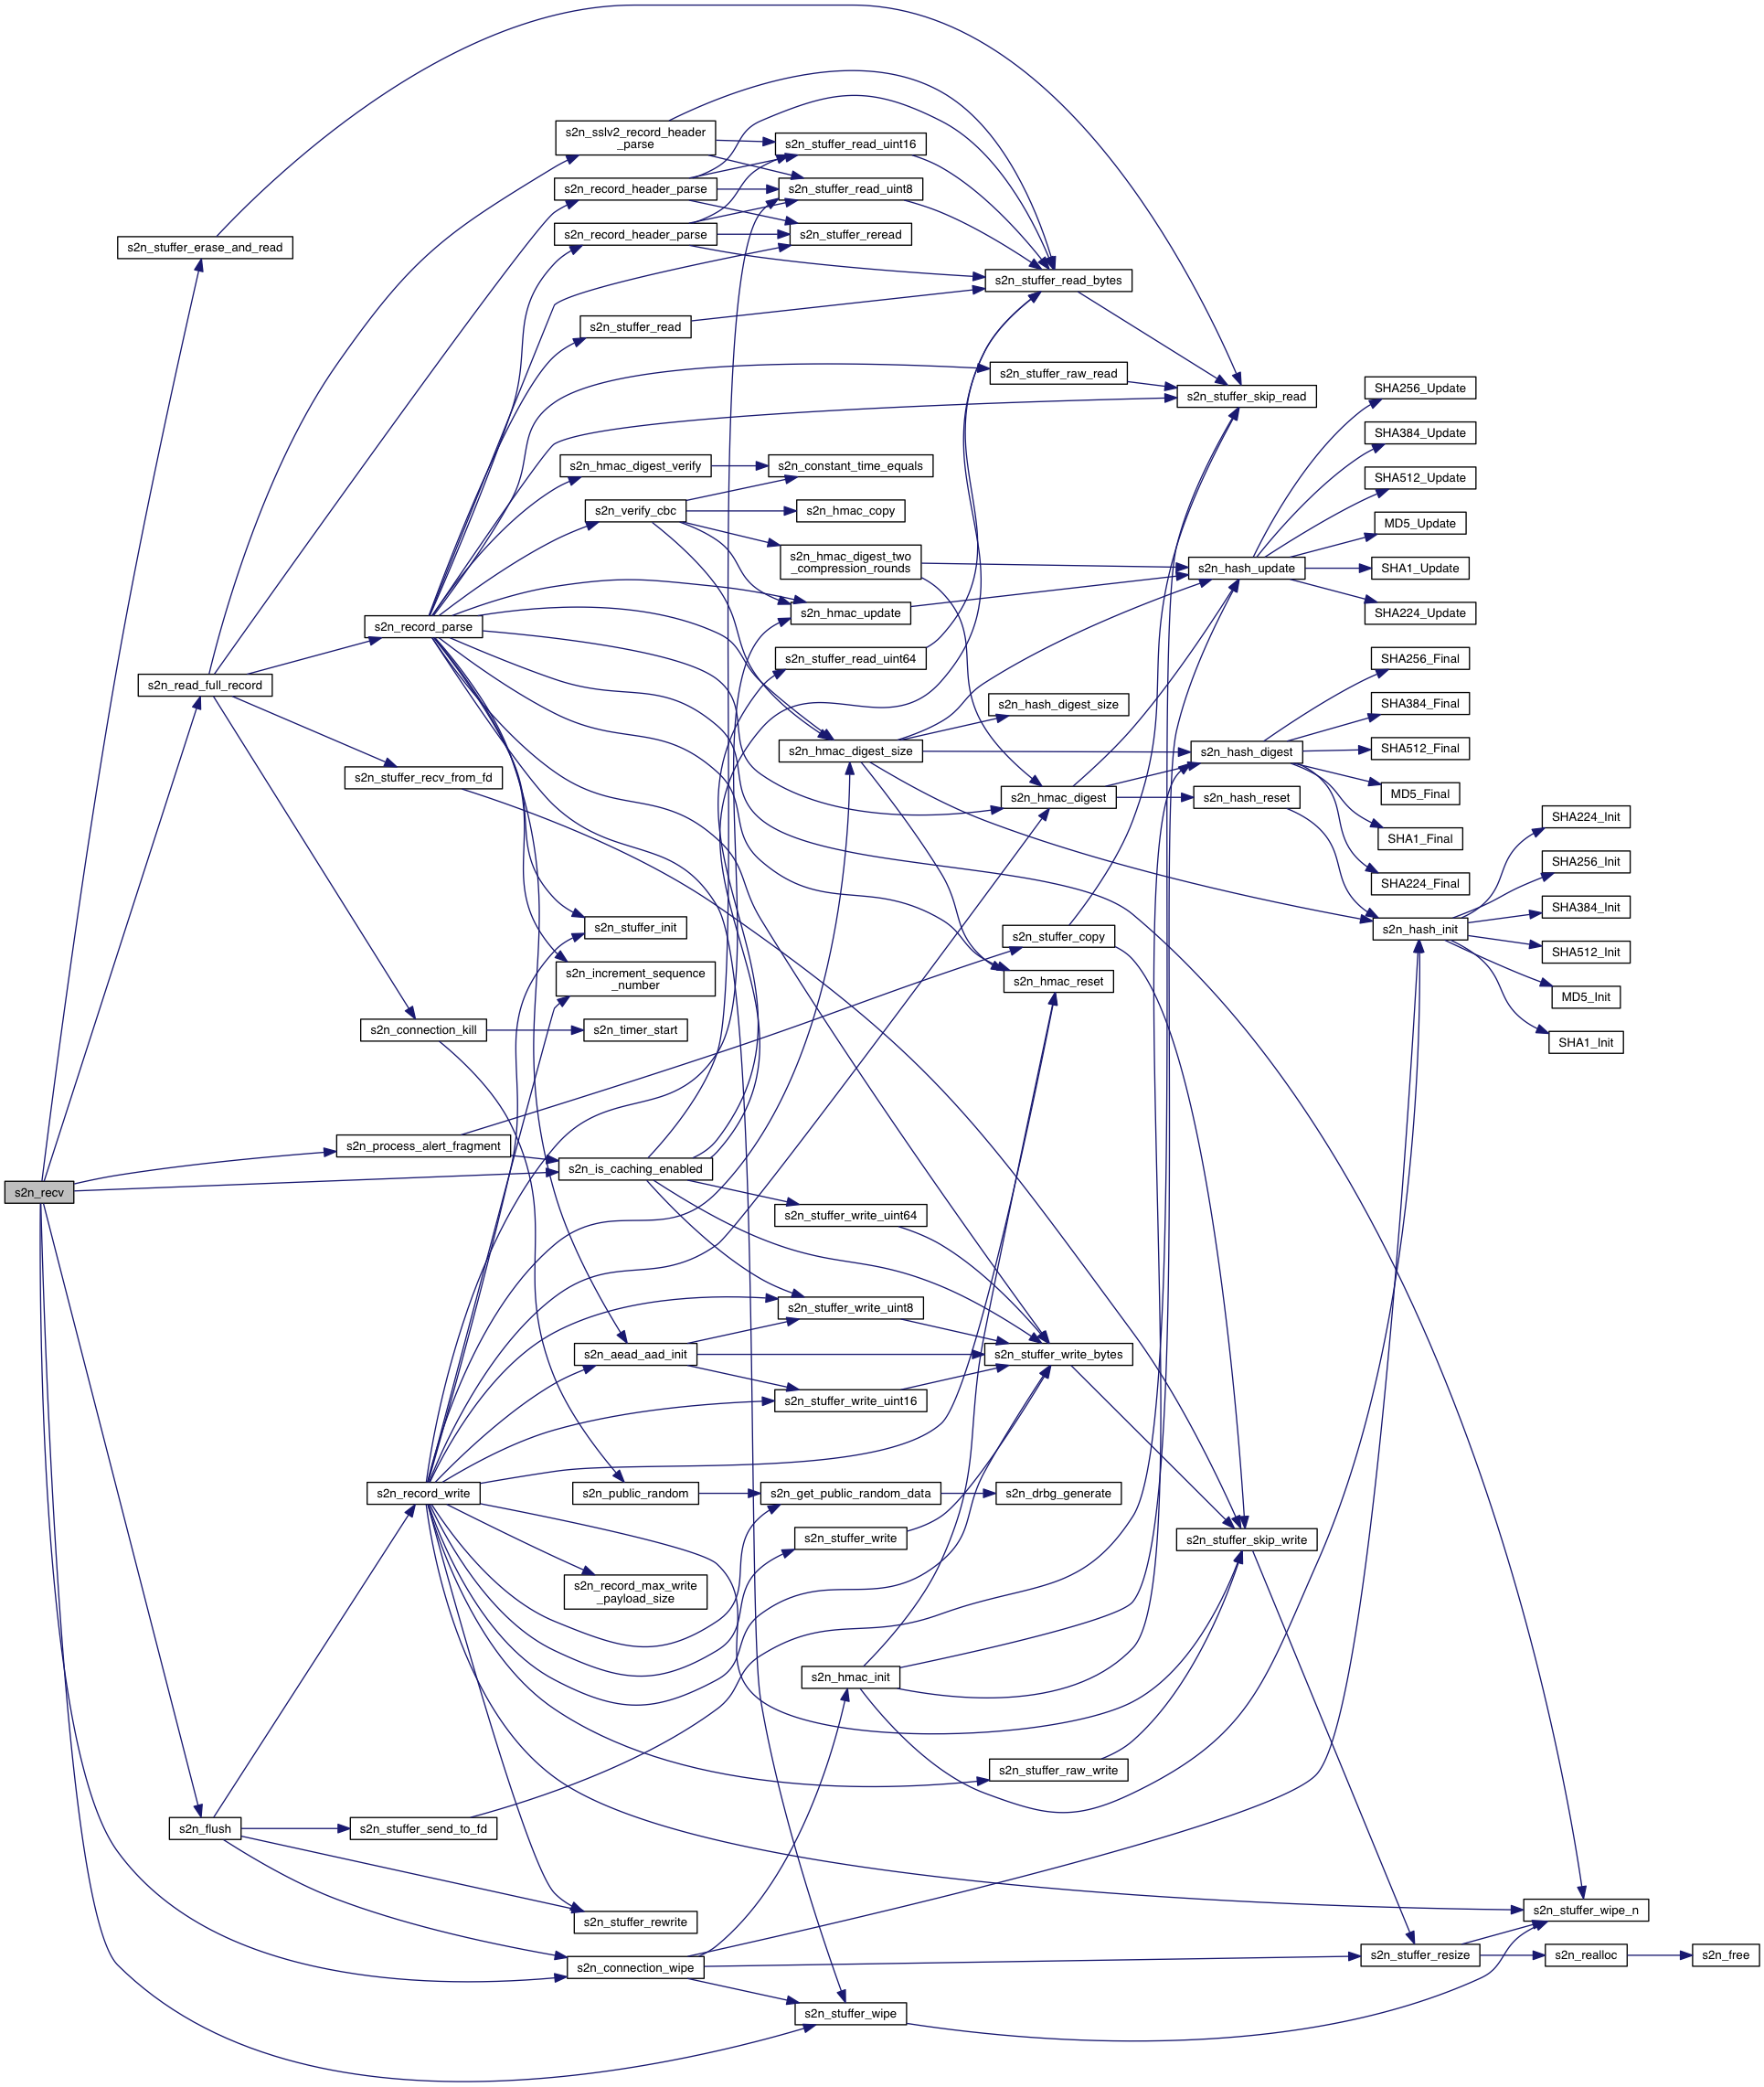 s2n_sslv2_record_header
_parse
s2n_stuffer_read_uint16
s2n_record_header_parse
s2n_stuffer_read_uint8
s2n_record_header_parse
s2n_stuffer_reread
s2n_stuffer_erase_and_read
s2n_stuffer_read_bytes
s2n_stuffer_read
s2n_stuffer_raw_read
s2n_stuffer_skip_read
SHA256_Update
SHA384_Update
s2n_hmac_digest_verify
s2n_constant_time_equals
SHA512_Update
s2n_verify_cbc
s2n_hmac_copy
MD5_Update
s2n_hmac_digest_two
_compression_rounds
s2n_hash_update
SHA1_Update
s2n_hmac_update
SHA224_Update
s2n_record_parse
s2n_stuffer_read_uint64
SHA256_Final
s2n_read_full_record
s2n_hash_digest_size
SHA384_Final
s2n_hmac_digest_size
s2n_hash_digest
SHA512_Final
s2n_stuffer_recv_from_fd
s2n_hmac_digest
s2n_hash_reset
MD5_Final
SHA224_Init
SHA1_Final
SHA256_Init
SHA224_Final
SHA384_Init
s2n_stuffer_init
s2n_stuffer_copy
s2n_hash_init
SHA512_Init
s2n_increment_sequence
_number
s2n_hmac_reset
MD5_Init
s2n_connection_kill
s2n_timer_start
SHA1_Init
s2n_process_alert_fragment
s2n_is_caching_enabled
s2n_recv
s2n_stuffer_write_uint64
s2n_stuffer_write_uint8
s2n_aead_aad_init
s2n_stuffer_write_bytes
s2n_stuffer_write_uint16
s2n_record_write
s2n_public_random
s2n_get_public_random_data
s2n_drbg_generate
s2n_stuffer_write
s2n_stuffer_skip_write
s2n_record_max_write
_payload_size
s2n_hmac_init
s2n_stuffer_raw_write
s2n_flush
s2n_stuffer_send_to_fd
s2n_stuffer_wipe_n
s2n_stuffer_rewrite
s2n_stuffer_resize
s2n_realloc
s2n_free
s2n_connection_wipe
s2n_stuffer_wipe